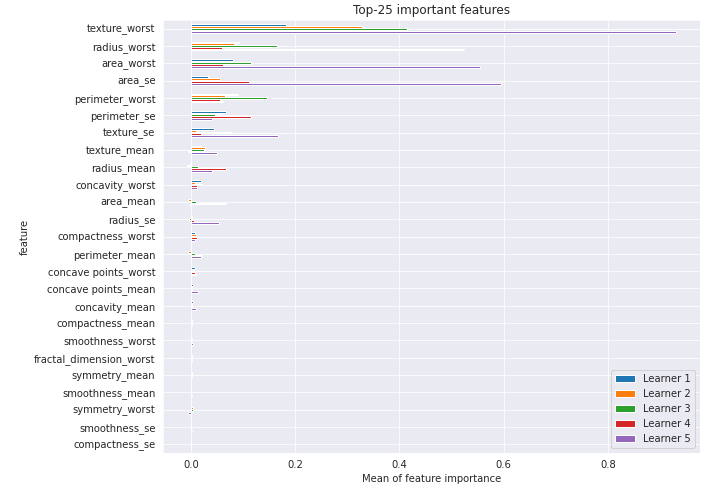 Top-25 important features
texture_worst
radius_worst
area_worst
area_se
perimeter_worst
perimeter_se
texture_se
texture_mean
radius_mean
concavity_worst
area_mean
radius_se
compactness_worst
perimeter_mean
concave points_worst
concave points_mean
concavity_mean
compactness_mean
smoothness_worst
fractal_dimension_worst
symmetry_mean
smoothness_mean
symmetry_worst
smoothness_se
compactness_se
feature
Learner 1
Learner 2
Learner 3
Learner 4
Learner 5
0.0 0.2 0.4 0.6 0.8
Mean of feature importance